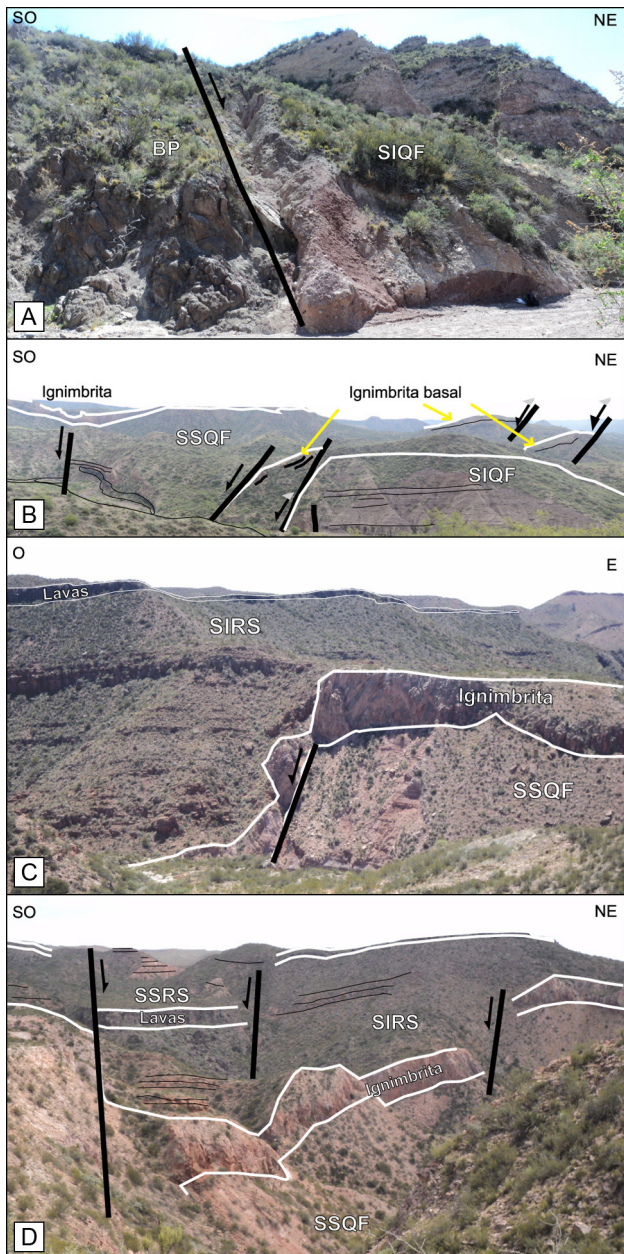 SO NE
BP SIQF
A
SO NE
Ignimbrita Ignimbrita basal
SSQF SIQF
B
O E
Lavas
SIRS
Ignimbrita
SSQF
C
SO NE
SSRS
Lavas SIRS
Ignimbrita
SSQF
D